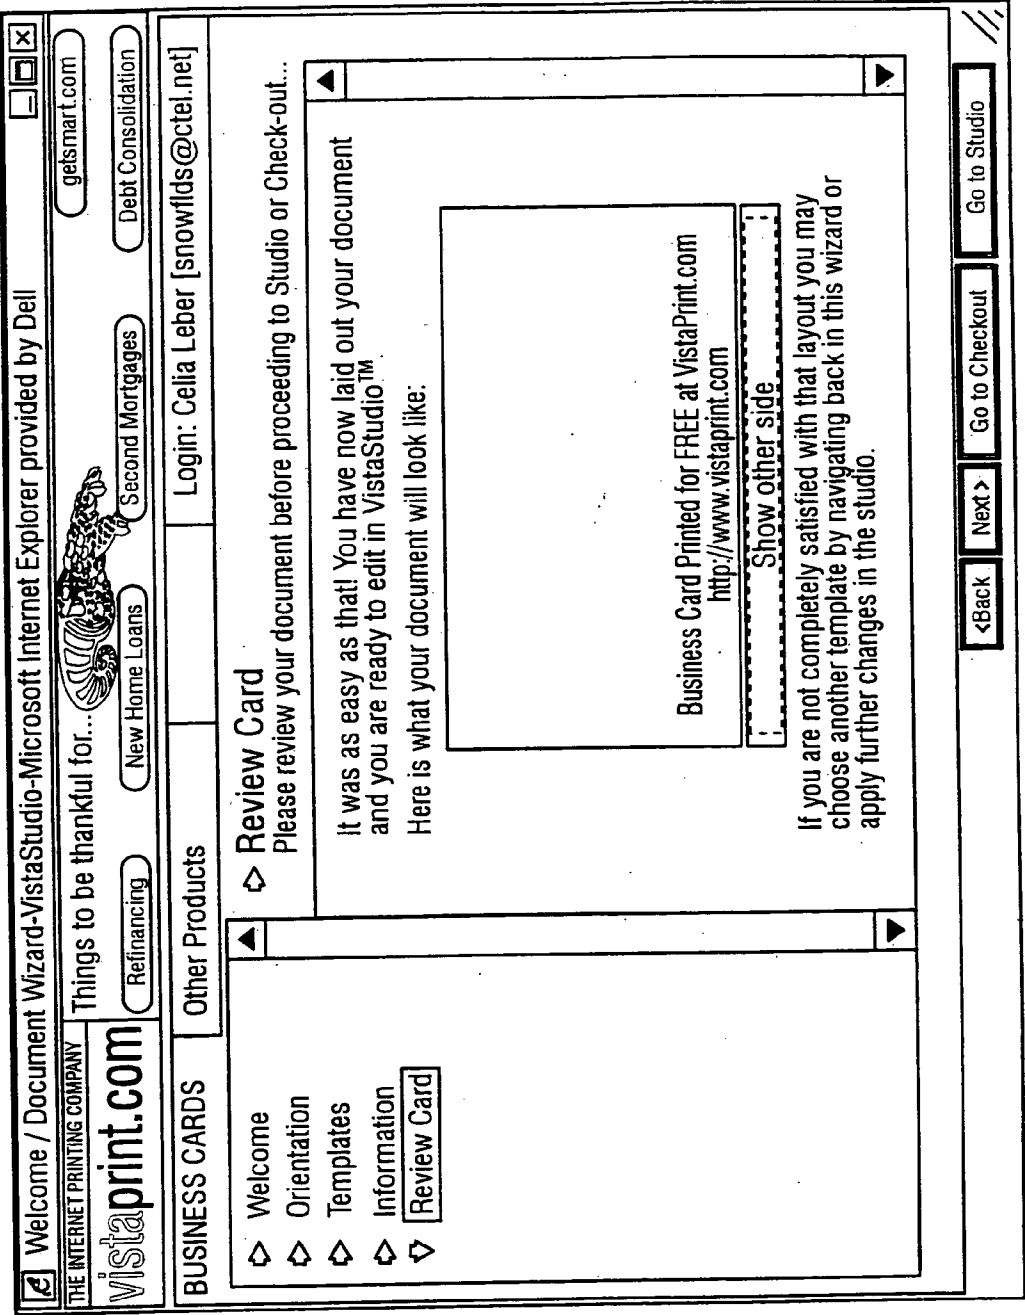 Welcome / Document Wizard-VistaStudio-Microsoft Internet Explorer provided by Dell
THE INTERNET PRINTING COMPANY
vistaprint.com
Things to be thankful for...
getsmart.com
Refinancing
New Home Loans
Second Mortgages
Debt Consolidation
BUSINESS CARDS
Other Products
Login: Celia Leber [snowflds@ctel.net]
Welcome
Orientation
Templates
Information
Review Card
Review Card
Please review your document before proceeding to Studio or Check-out...
It was as easy as that! You have now laid out your document
and you are ready to edit in VistaStudio™.
Here is what your document will look like:
Business Card Printed for FREE at VistaPrint.com
http://www.vistaprint.com
Show other side
If you are not completely satisfied with that layout you may
choose another template by navigating back in this wizard or
apply further changes in the studio.
<Back
Next>
Go to Checkout
Go to Studio